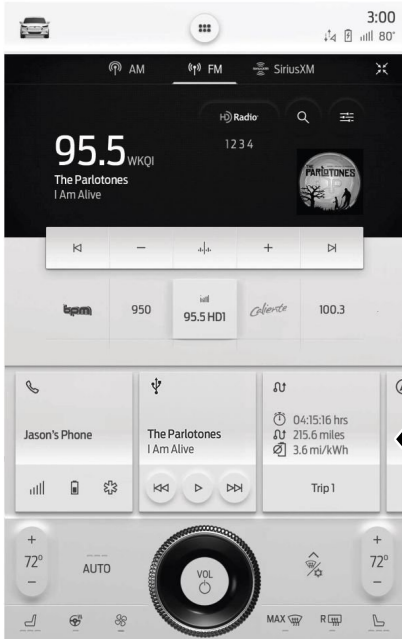 3:00
4 80°
AM FM SiriusXM
HD Radio
1 2 3 4
95.5 WKQI
The Parlotones
I Am Alive
THE PARLOTONES
bpm 950 95.5 HD1 Caliente 100.3
Jason's Phone
The Parlotones
I Am Alive
04:15:16 hrs
215.6 miles
3.6 mi/kWh
Trip 1
72°
AUTO
VOL
72°
MAX R